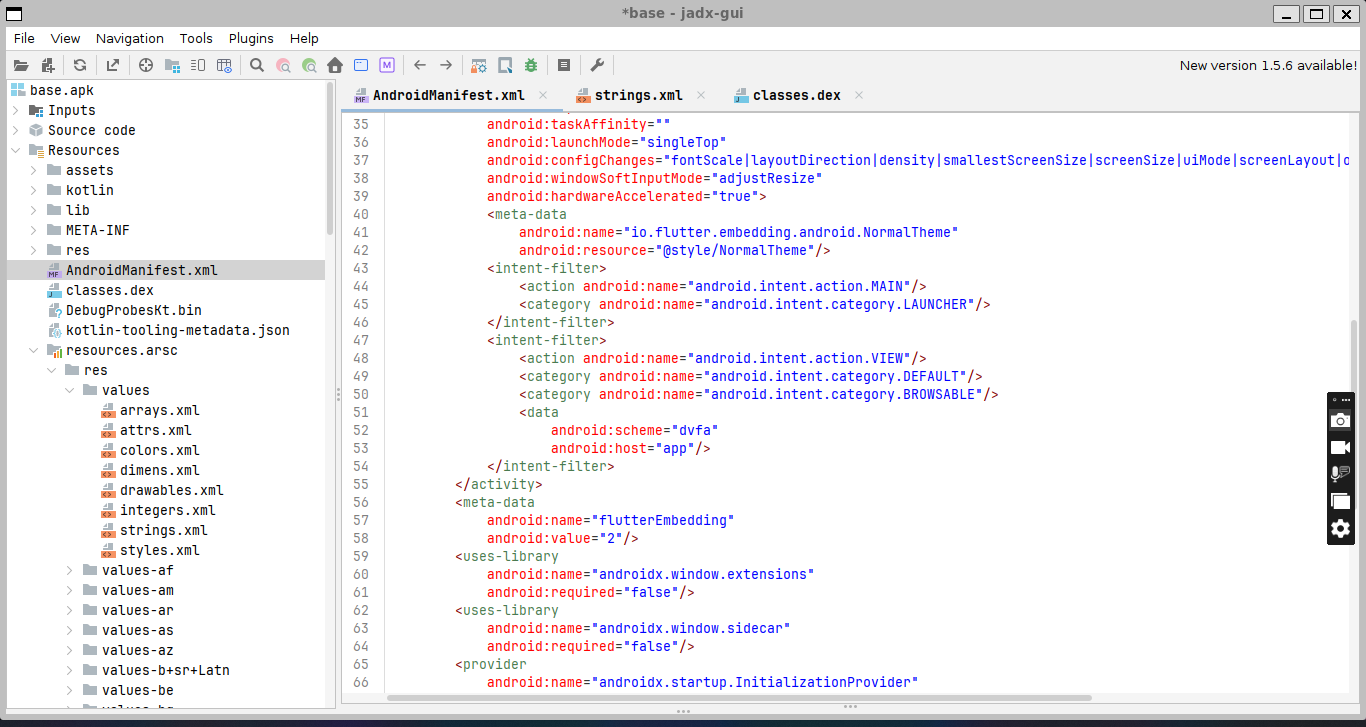 *base - jadx-gui
File View Navigation Tools Plugins Help
New version 1.5.6 available!
base.apk
Inputs
Source code
Resources
assets
kotlin
lib
META-INF
res
AndroidManifest.xml
classes.dex
DebugProbesKt.bin
kotlin-tooling-metadata.json
resources.arsc
res
values
arrays.xml
attrs.xml
colors.xml
dimens.xml
drawables.xml
integers.xml
strings.xml
styles.xml
values-af
values-am
values-ar
values-as
values-az
values-b+sr+Latn
values-be
AndroidManifest.xml strings.xml classes.dex
35 android:taskAffinity=""
36 android:launchMode="singleTop"
37 android:configChanges="fontScale|layoutDirection|density|smallestScreenSize|screenSize|uiMode|screenLayout|o
38 android:windowSoftInputMode="adjustResize"
39 android:hardwareAccelerated="true">
40 <meta-data
41 android:name="io.flutter.embedding.android.NormalTheme"
42 android:resource="@style/NormalTheme"/>
43 <intent-filter>
44 <action android:name="android.intent.action.MAIN"/>
45 <category android:name="android.intent.category.LAUNCHER"/>
46 </intent-filter>
47 <intent-filter>
48 <action android:name="android.intent.action.VIEW"/>
49 <category android:name="android.intent.category.DEFAULT"/>
50 <category android:name="android.intent.category.BROWSABLE"/>
51 <data
52 android:scheme="dvfa"
53 android:host="app"/>
54 </intent-filter>
55 </activity>
56 <meta-data
57 android:name="flutterEmbedding"
58 android:value="2"/>
59 <uses-library
60 android:name="androidx.window.extensions"
61 android:required="false"/>
62 <uses-library
63 android:name="androidx.window.sidecar"
64 android:required="false"/>
65 <provider
66 android:name="androidx.startup.InitializationProvider"